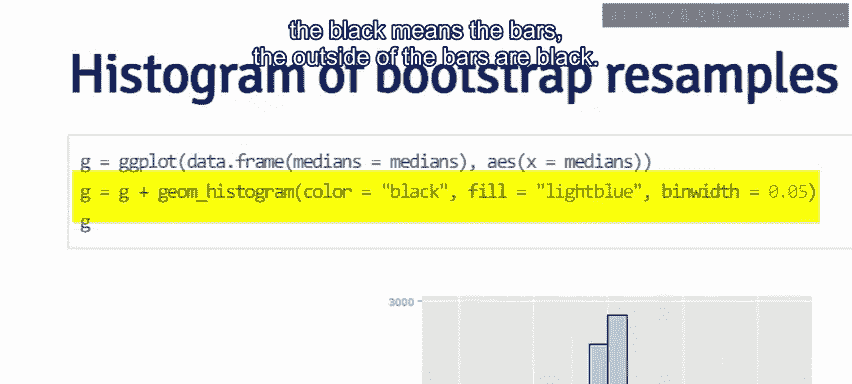 the black means the bars,
the outside of the bars are black.
Histogram of bootstrap resamples
g = ggplot(data.frame(medians = medians), aes(x = medians))
g = g + geom_histogram(color = "black", fill = "lightblue", binwidth = 0.05)
g
3000